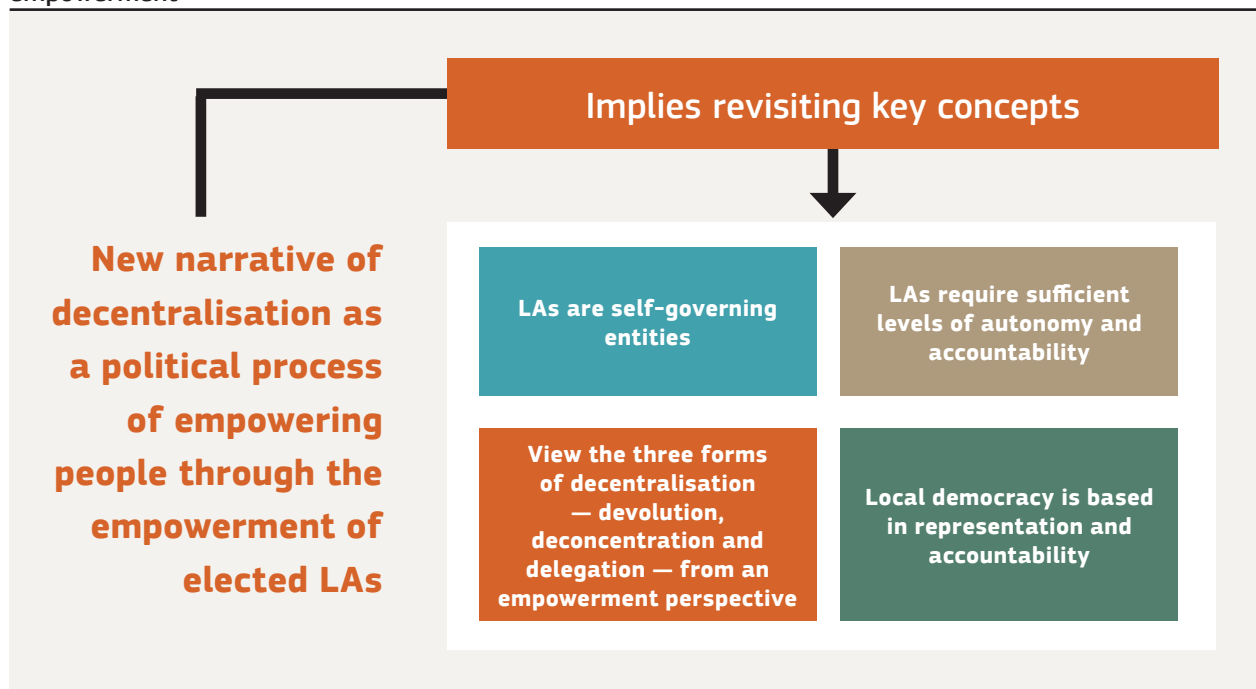 empowerment
Implies revisiting key concepts
New narrative of
decentralisation as
a political process
of empowering
people through the
empowerment of
elected LAs
LAs are self-governing
entities
LAs require sufficient
levels of autonomy and
accountability
View the three forms
of decentralisation
— devolution,
deconcentration and
delegation — from an
empowerment perspective
Local democracy is based
in representation and
accountability